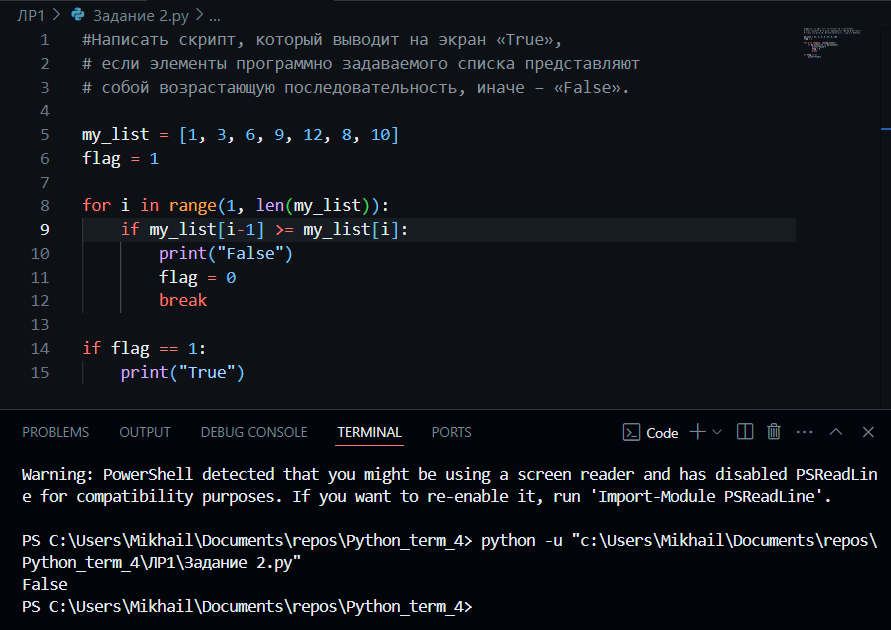 ЛР1 > Задание 2.py > ...
1 #Написать скрипт, который выводит на экран «True»,
2 # если элементы программно задаваемого списка представляют
3 # собой возрастающую последовательность, иначе – «False».
4
5 my_list = [1, 3, 6, 9, 12, 8, 10]
6 flag = 1
7
8 for i in range(1, len(my_list)):
9     if my_list[i-1] >= my_list[i]:
10         print("False")
11         flag = 0
12         break
13
14 if flag == 1:
15     print("True")
PROBLEMS OUTPUT DEBUG CONSOLE TERMINAL PORTS Code
Warning: PowerShell detected that you might be using a screen reader and has disabled PSReadLin
e for compatibility purposes. If you want to re-enable it, run 'Import-Module PSReadLine'.
PS C:\Users\Mikhail\Documents\repos\Python_term_4> python -u "c:\Users\Mikhail\Documents\repos\
Python_term_4\ЛР1\Задание 2.py"
False
PS C:\Users\Mikhail\Documents\repos\Python_term_4>